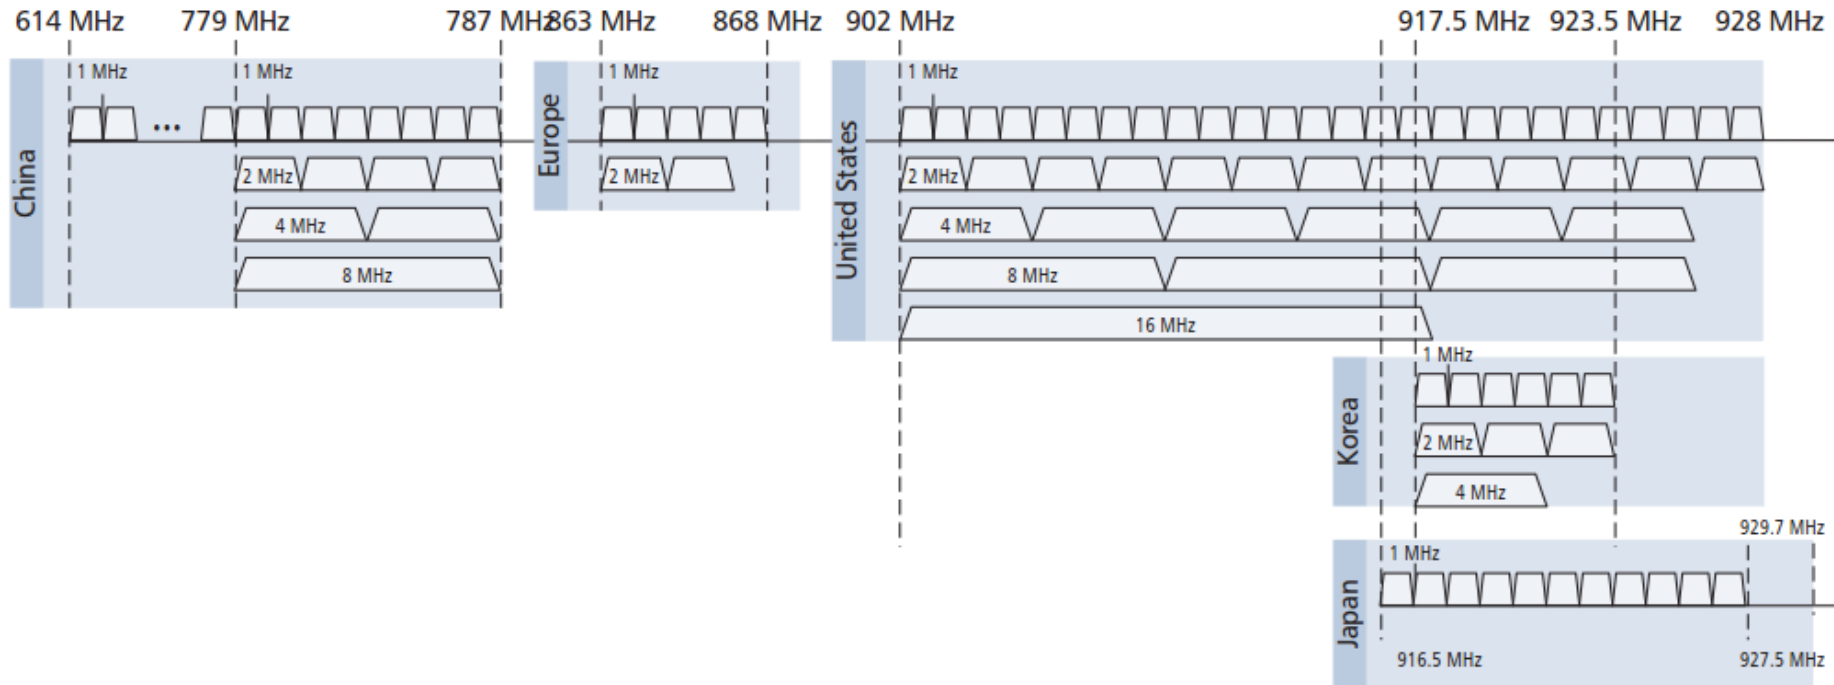 614 MHz 779 MHz 787 MHz 863 MHz 868 MHz 902 MHz 917.5 MHz 923.5 MHz 928 MHz
China
1 MHz 1 MHz
...
2 MHz
4 MHz
8 MHz
Europe
1 MHz
2 MHz
United States
1 MHz
2 MHz
4 MHz
8 MHz
16 MHz
Korea
1 MHz
2 MHz
4 MHz
929.7 MHz
Japan
1 MHz
916.5 MHz 927.5 MHz